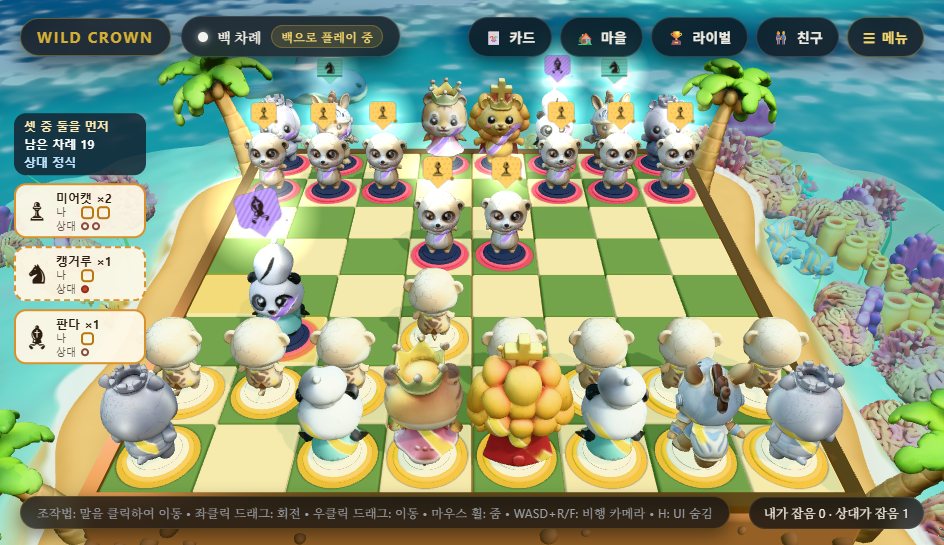 WILD CROWN
백 차례
백으로 플레이 중
카드
마을
라이벌
친구
메뉴
셋 중 둘을 먼저
남은 차례 19
상대 정식
미어캣 ×2
나
상대
캥거루 ×1
나
상대
판다 ×1
나
상대
조작법: 말을 클릭하여 이동 • 좌클릭 드래그: 회전 • 우클릭 드래그: 이동 • 마우스 휠: 줌 • WASD+R/F: 비행 카메라 • H: UI 숨김
내가 잡음 0 · 상대가 잡음 1